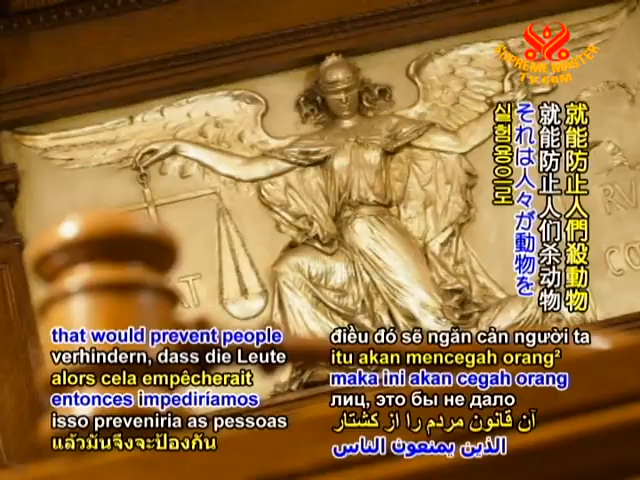 SUPREME MASTER
TV.COM
就能防止人們殺動物
就能防止人们杀动物
それは人々が動物を
실험용으로
that would prevent people
verhindern, dass die Leute
alors cela empêcherait
entonces impediríamos
isso preveniria as pessoas
แล้วมันจึงจะป้องกัน
điều đó sẽ ngăn cản người ta
itu akan mencegah orang²
maka ini akan cegah orang
лиц, это бы не дало
آن قانون مردم را از کشتار
الذين يمنعون الناس